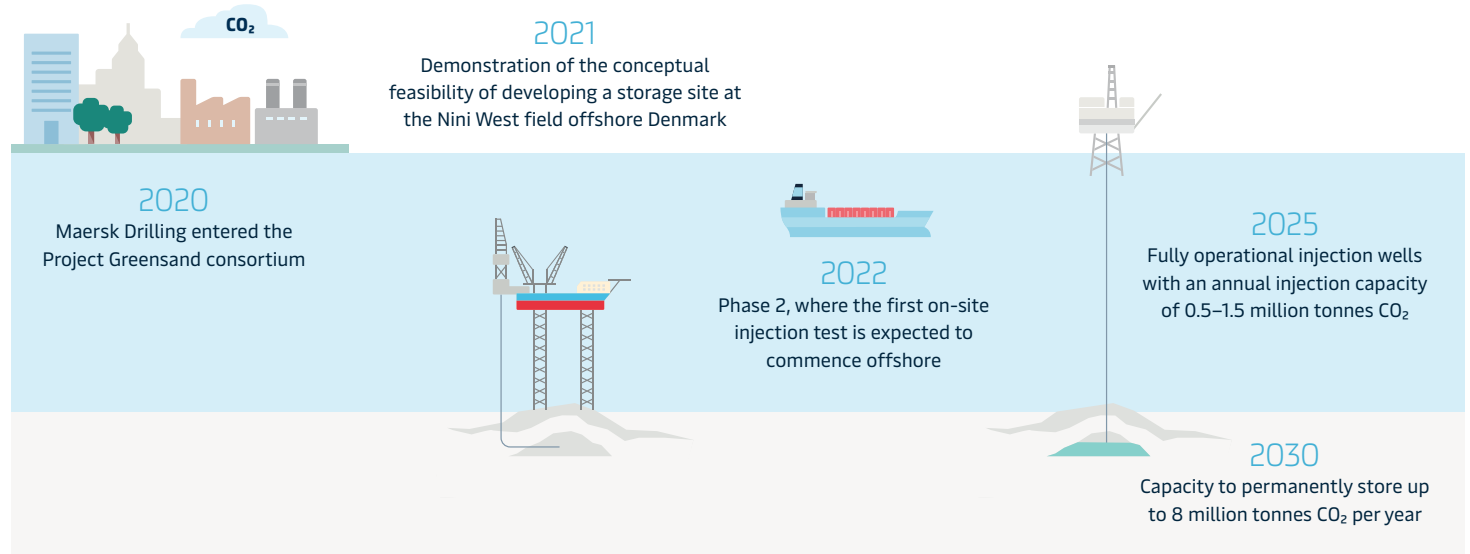 CO₂
2020
Maersk Drilling entered the
Project Greensand consortium
2021
Demonstration of the conceptual
feasibility of developing a storage site at
the Nini West field offshore Denmark
2022
Phase 2, where the first on-site
injection test is expected to
commence offshore
2025
Fully operational injection wells
with an annual injection capacity
of 0.5–1.5 million tonnes CO₂
2030
Capacity to permanently store up
to 8 million tonnes CO₂ per year